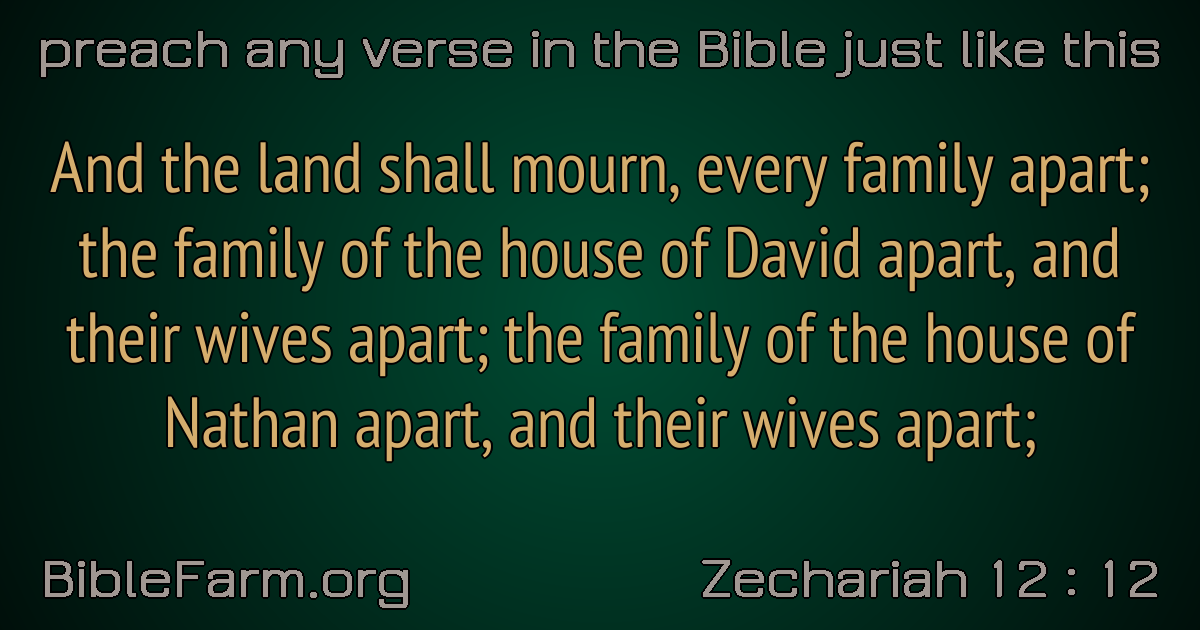 preach any verse in the Bible just like this
And the land shall mourn, every family apart;
the family of the house of David apart, and
their wives apart; the family of the house of
Nathan apart, and their wives apart;
BibleFarm.org
Zechariah 12 : 12